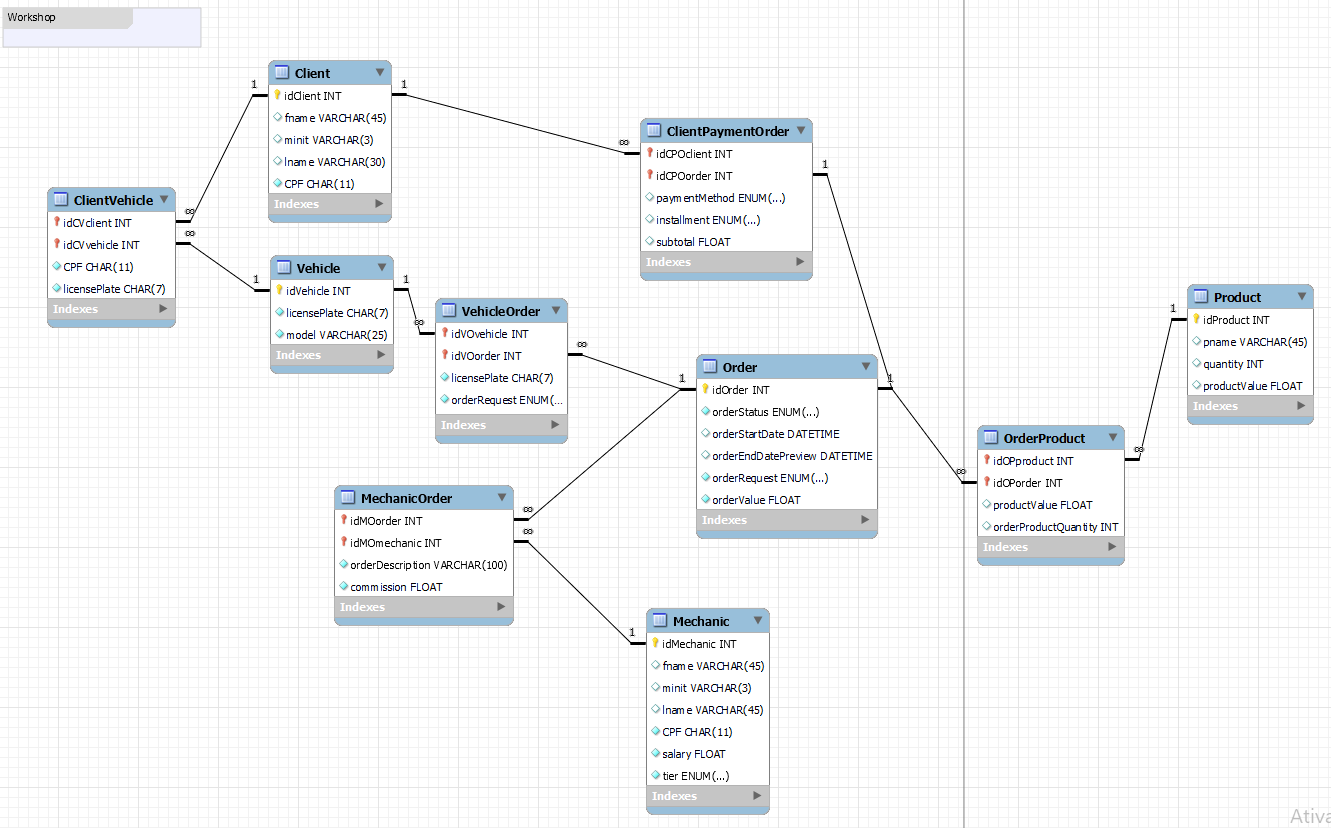 Workshop
Client
idClient INT
fname VARCHAR(45)
minit VARCHAR(3)
lname VARCHAR(30)
CPF CHAR(11)
Indexes
1
1
∞
ClientPaymentOrder
idCPOclient INT
idCPOorder INT
paymentMethod ENUM(...)
installment ENUM(...)
subtotal FLOAT
Indexes
1
1
ClientVehicle
idCVclient INT
idCVvehicle INT
CPF CHAR(11)
licensePlate CHAR(7)
Indexes
∞
∞
1
Vehicle
idVehicle INT
licensePlate CHAR(7)
model VARCHAR(25)
Indexes
1
∞
VehicleOrder
idVOvehicle INT
idVOorder INT
licensePlate CHAR(7)
orderRequest ENUM(...
Indexes
∞
1
Order
idOrder INT
orderStatus ENUM(...)
orderStartDate DATETIME
orderEndDatePreview DATETIME
orderRequest ENUM(...)
orderValue FLOAT
Indexes
Product
idProduct INT
pname VARCHAR(45)
quantity INT
productValue FLOAT
Indexes
1
∞
∞
OrderProduct
idOPproduct INT
idOPorder INT
productValue FLOAT
orderProductQuantity INT
Indexes
MechanicOrder
idMOorder INT
idMOmechanic INT
orderDescription VARCHAR(100)
commission FLOAT
Indexes
∞
∞
1
Mechanic
idMechanic INT
fname VARCHAR(45)
minit VARCHAR(3)
lname VARCHAR(45)
CPF CHAR(11)
salary FLOAT
tier ENUM(...)
Indexes